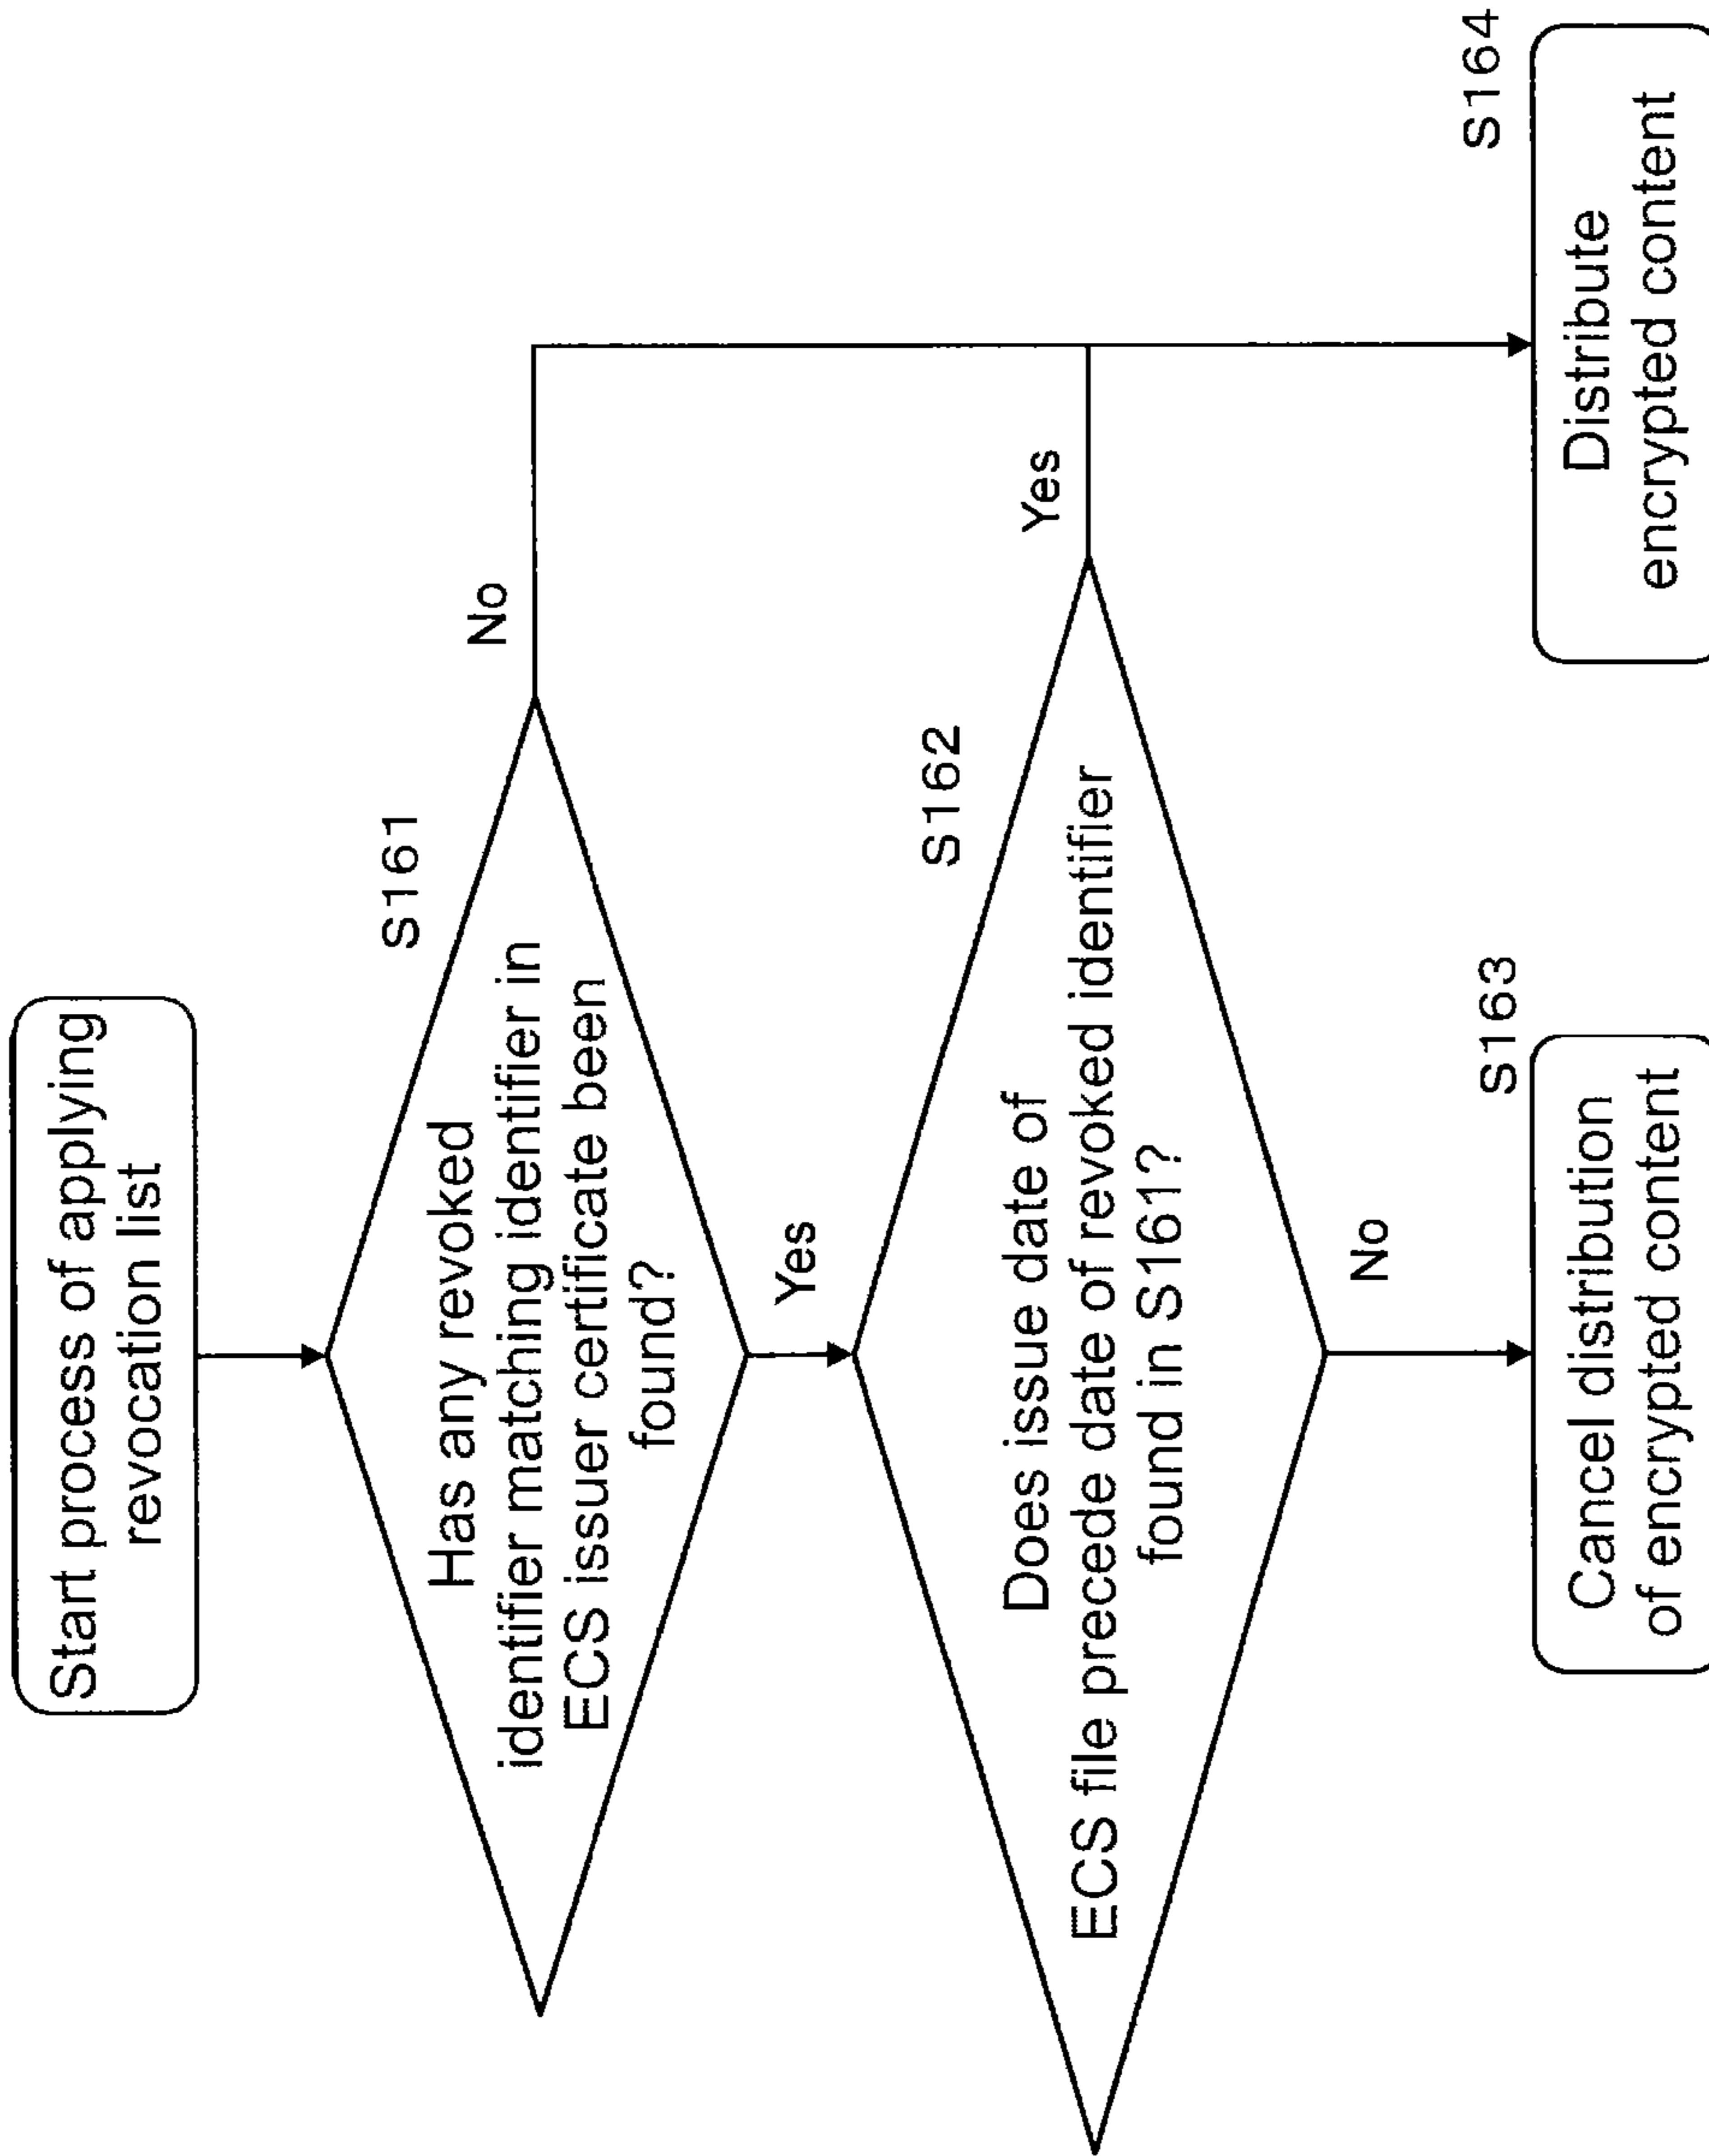 Start process of applying
revocation list
S161
Has any revoked
identifier matching identifier in
ECS issuer certificate been
found?
No
Yes
S162
Does issue date of
ECS file precede date of revoked identifier
found in S161?
Yes
No
S163
Cancel distribution
of encrypted content
S164
Distribute
encrypted content